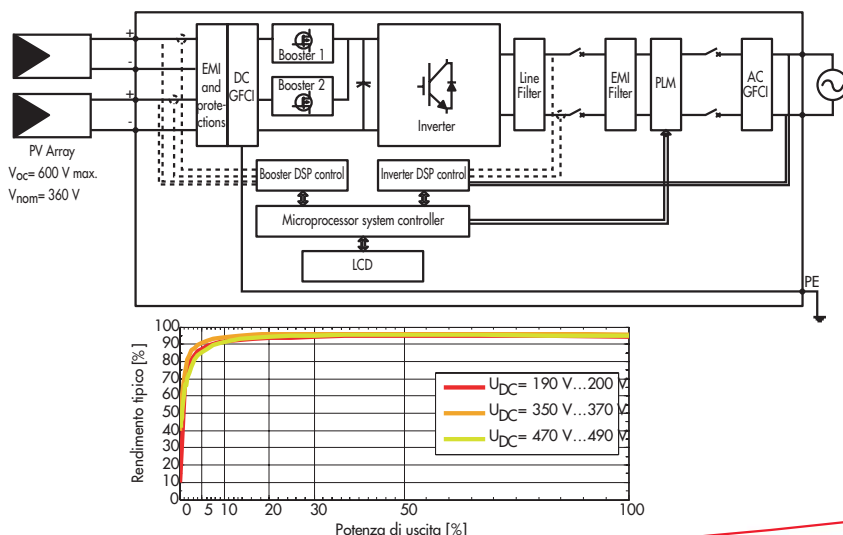 +
-
+
-
PV Array
Voc= 600 V max.
Vnom= 360 V
EMI
and
prote-
ctions
DC
GFCI
Booster 1
Booster 2
Inverter
Line
Filter
EMI
Filter
PLM
AC
GFCI
Booster DSP control
Inverter DSP control
Microprocessor system controller
LCD
PE
Rendimento tipico [%]
100
90
80
70
60
50
40
30
20
10
0
0 5 10 20 30 50 100
Potenza di uscita [%]
UDC= 190 V...200 V
UDC= 350 V...370 V
UDC= 470 V...490 V